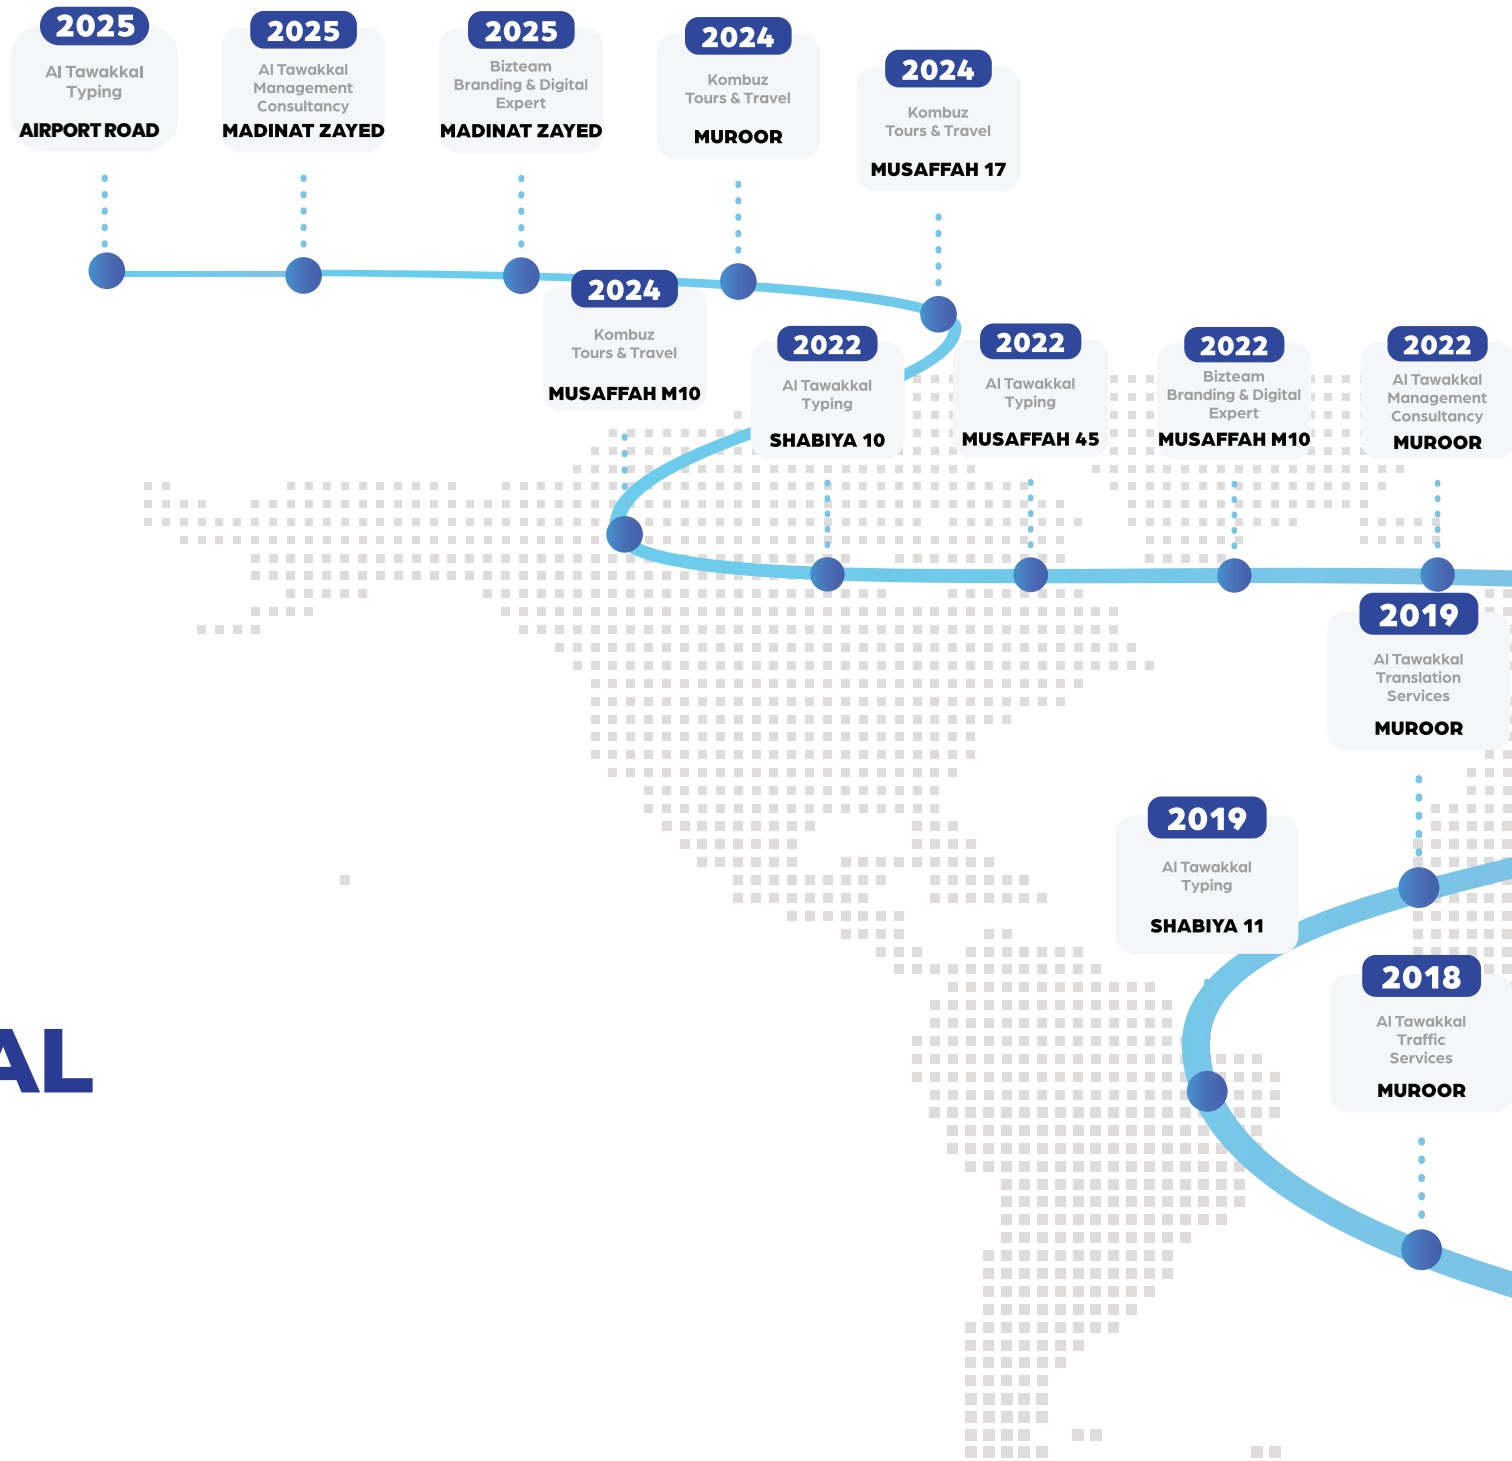 2025
Al Tawakkal
Typing
AIRPORT ROAD
2025
Al Tawakkal
Management
Consultancy
MADINAT ZAYED
2025
Bizteam
Branding & Digital
Expert
MADINAT ZAYED
2024
Kombuz
Tours & Travel
MUROOR
2024
Kombuz
Tours & Travel
MUSAFFAH 17
2024
Kombuz
Tours & Travel
MUSAFFAH M10
2022
Al Tawakkal
Typing
SHABIYA 10
2022
Al Tawakkal
Typing
MUSAFFAH 45
2022
Bizteam
Branding & Digital
Expert
MUSAFFAH M10
2022
Al Tawakkal
Management
Consultancy
MUROOR
2019
Al Tawakkal
Translation
Services
MUROOR
2019
Al Tawakkal
Typing
SHABIYA 11
2018
Al Tawakkal
Traffic
Services
MUROOR
AL